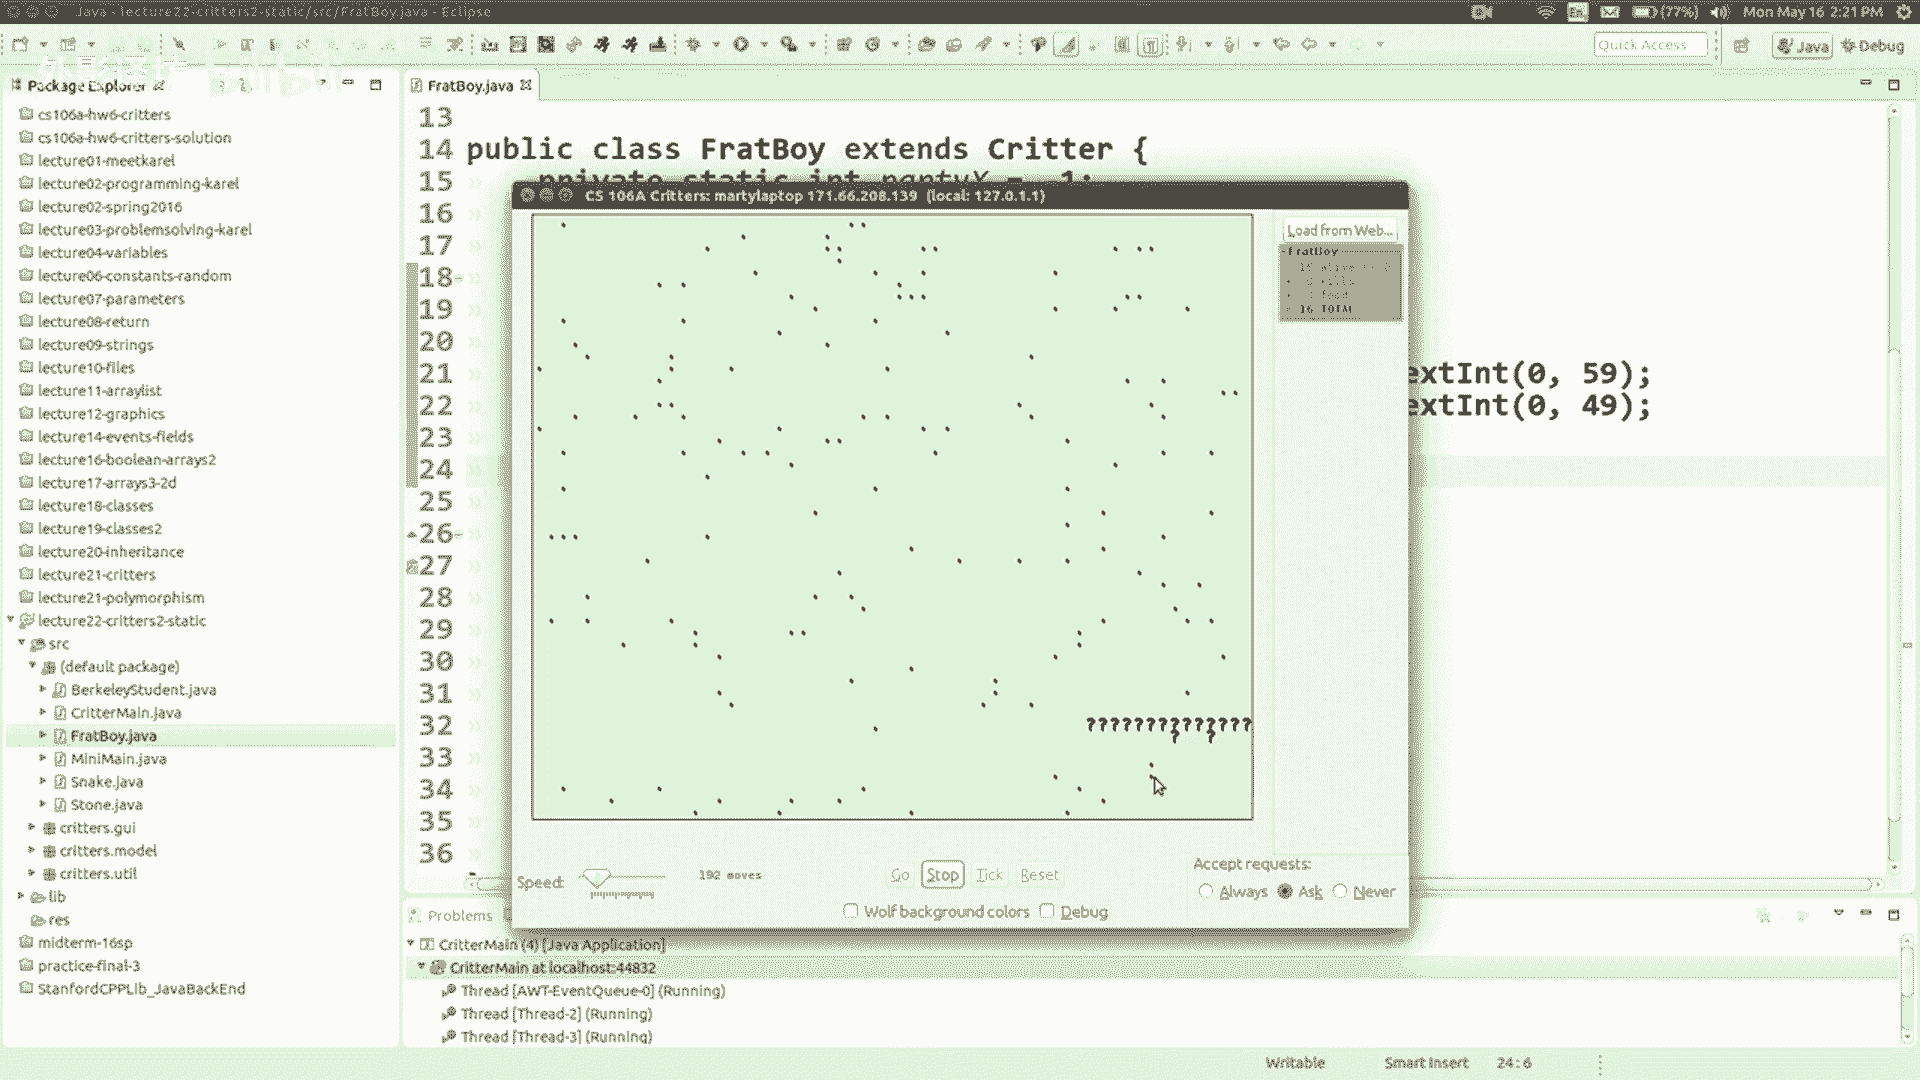 Java - lecture22-critters2-static/src/FratBoy.java - Eclipse
En (77%) Mon May 16 2:21 PM
Quick Access
Java Debug
Package Explorer
cs106a-hw6-critters
cs106a-hw6-critters-solution
lecture01-meetkarel
lecture02-programming-karel
lecture02-spring2016
lecture03-problemsolving-karel
lecture04-variables
lecture06-constants-random
lecture07-parameters
lecture08-return
lecture09-strings
lecture10-files
lecture11-arraylist
lecture12-graphics
lecture14-events-fields
lecture16-boolean-arrays2
lecture17-arrays3-2d
lecture18-classes
lecture19-classes2
lecture20-inheritance
lecture21-critters
lecture21-polymorphism
lecture22-critters2-static
src
(default package)
BerkeleyStudent.java
CritterMain.java
FratBoy.java
MiniMain.java
Snake.java
Stone.java
critters.gui
critters.model
critters.util
lib
res
midterm-16sp
practice-final-3
StanfordCPPLib_JavaBackEnd
FratBoy.java
13
14 public class FratBoy extends Critter {
15 private static int partyX = -1;
16
17
18
19
20
21 extInt(0, 59);
22 extInt(0, 49);
23
24
25
26
27
28
29
30
31
32
33
34
35
36
CS 106A Critters: martylaptop 171.66.208.139 (local: 127.0.1.1)
Load from Web...
FratBoy
16 TOTAL
??????????????
? ?
Speed:
192 moves
Go Stop Tick Reset
Accept requests:
Always Ask Never
Wolf background colors Debug
Problems
CritterMain (4) [Java Application]
CritterMain at localhost:44832
Thread [AWT-EventQueue-0] (Running)
Thread [Thread-2] (Running)
Thread [Thread-3] (Running)
Writable Smart Insert 24:6